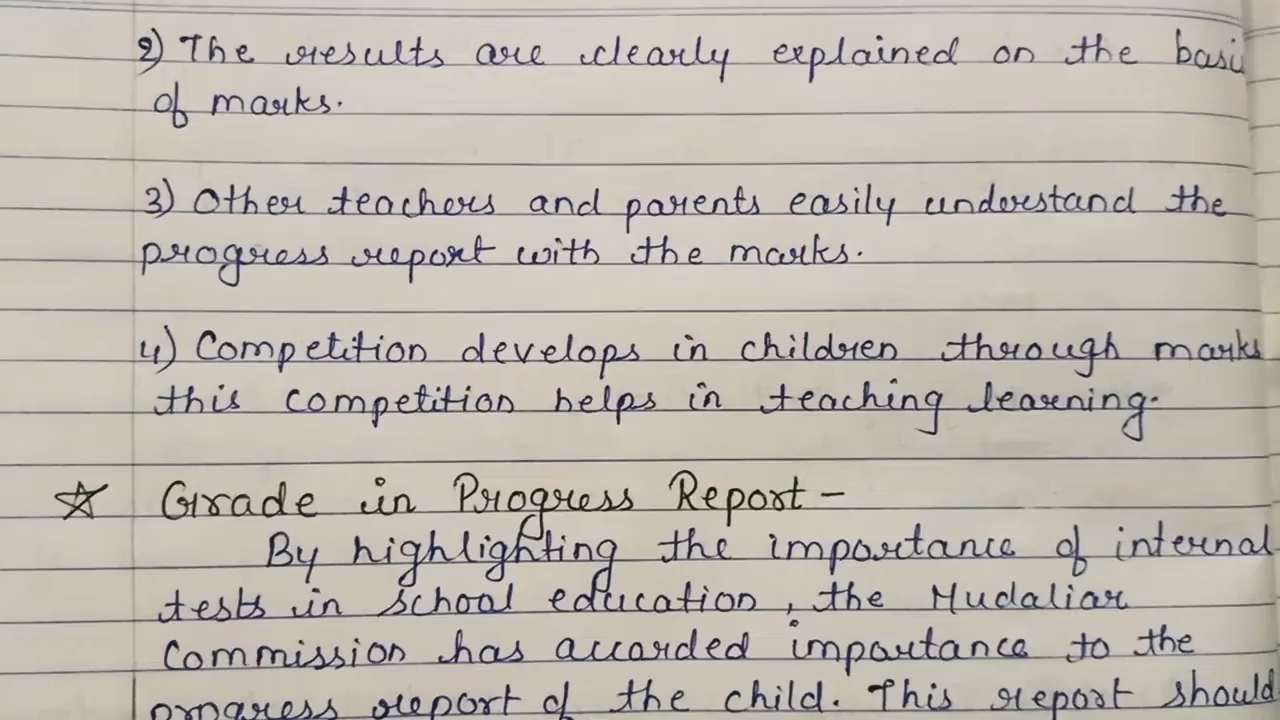 2) The results are clearly explained on the basi
of marks.
3) Other teachers and parents easily understand the
progress report with the marks.
4) Competition develops in children through marks
this competition helps in teaching learning.
☆ Grade in Progress Report –
By highlighting the importance of internal
tests in school education, the Mudaliar
Commission has accorded importance to the
progress report of the child. This report should